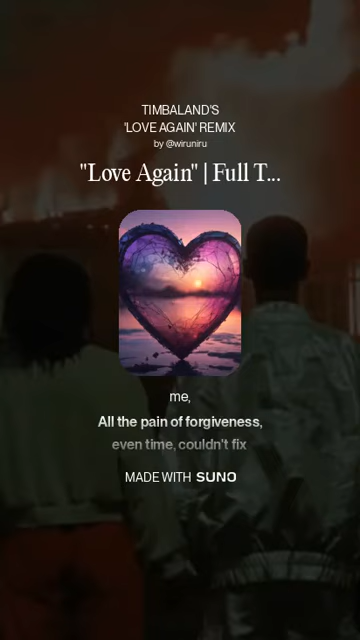 TIMBALAND'S
'LOVE AGAIN' REMIX
by @wiruniru
"Love Again" | Full T...
me,
All the pain of forgiveness,
even time, couldn't fix
MADE WITH SUNO